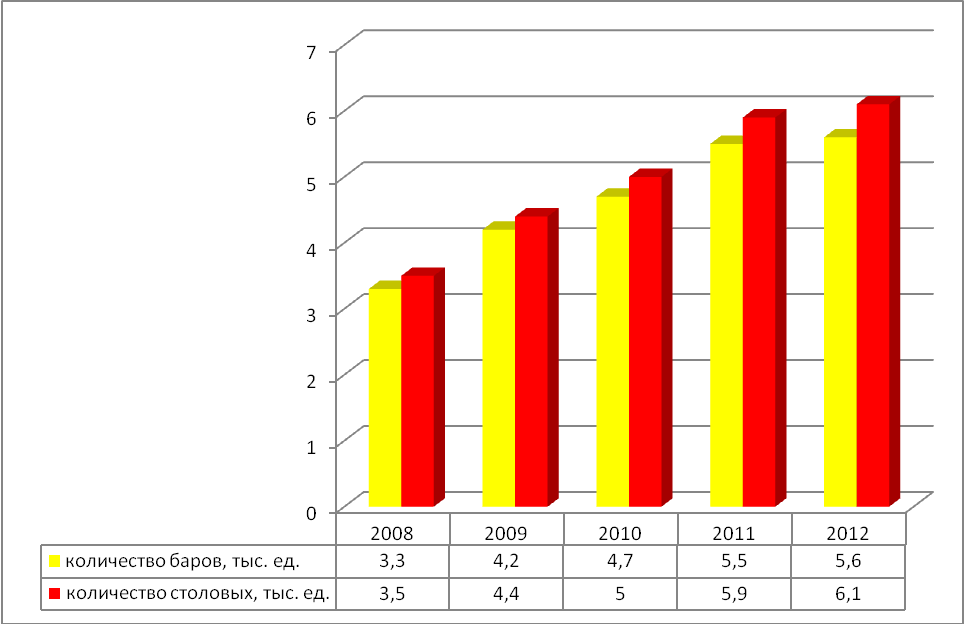 7
6
5
4
3
2
1
0
2008 2009 2010 2011 2012
количество баров, тыс. ед. 3,3 4,2 4,7 5,5 5,6
количество столовых, тыс. ед. 3,5 4,4 5 5,9 6,1